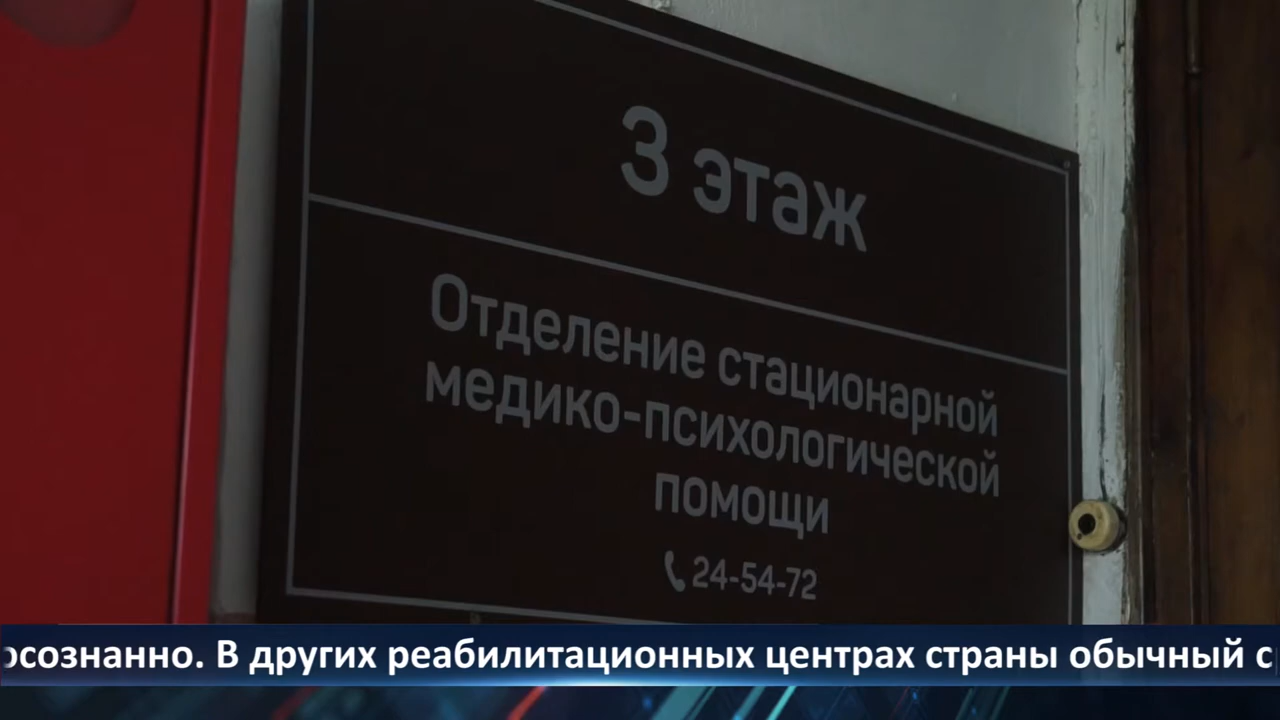 3 этаж
Отделение стационарной
медико-психологической
помощи
24-54-72
осознанно. В других реабилитационных центрах страны обычный с